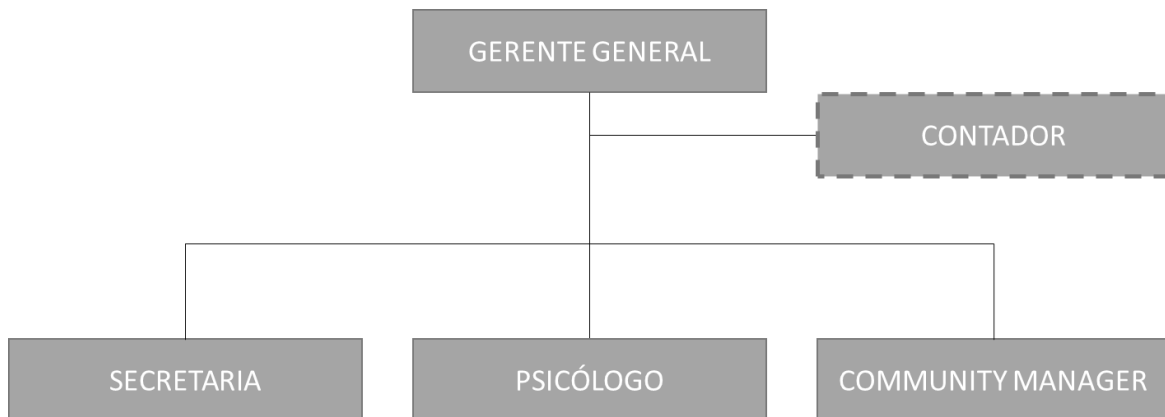 GERENTE GENERAL
CONTADOR
SECRETARIA
PSICÓLOGO
COMMUNITY MANAGER